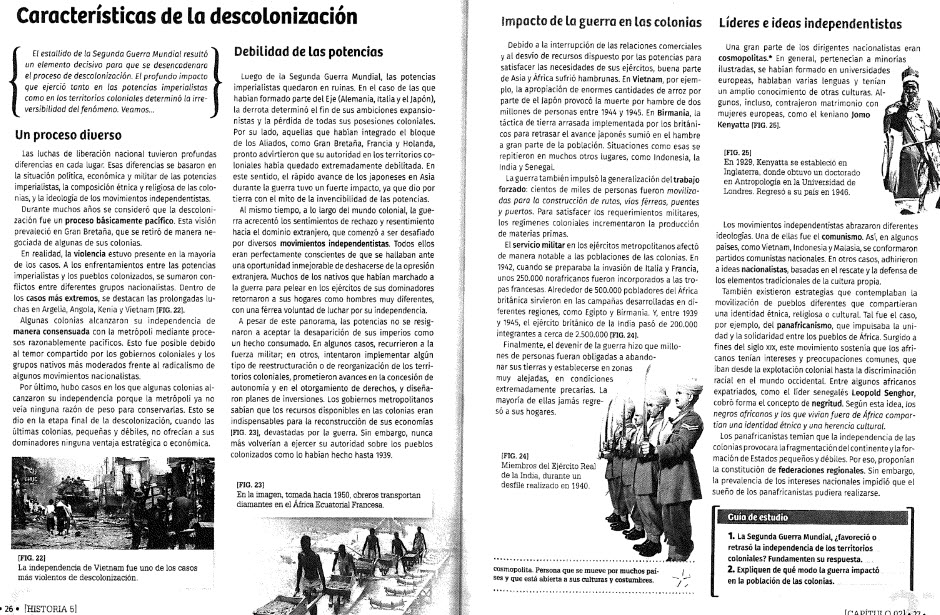 Características de la descolonización
El estallido de la Segunda Guerra Mundial resultó
un elemento decisivo para que se desencadenara
el proceso de descolonización. El profundo impacto
que ejerció tanto en las potencias imperialistas
como en los territorios coloniales determinó la irre-
versibilidad del fenómeno. Veamos...
Un proceso diverso
Las luchas de liberación nacional tuvieron profundas
diferencias en cada lugar. Esas diferencias se basaron en
la situación política, económica y militar de las potencias
imperialistas, la composición étnica y religiosa de las colo-
nias, y la ideología de los movimientos independentistas.
Durante muchos años se consideró que la descoloni-
zación fue un proceso básicamente pacífico. Esta visión
prevaleció en Gran Bretaña, que se retiró de manera ne-
gociada de algunas de sus colonias.
En realidad, la violencia estuvo presente en la mayoría
de los casos. A los enfrentamientos entre las potencias
imperialistas y los pueblos colonizados, se sumaron con-
flictos entre diferentes grupos nacionales. Dentro de
los casos más extremos, se destacan las prolongadas lu-
chas en Argelia, Angola, Kenia y Vietnam [FIG. 22].
Algunas colonias alcanzaron su independencia de
manera consensuada con la metrópoli mediante proce-
sos razonablemente pacíficos. Esto fue posible debido
al temor compartido por los gobiernos coloniales y los
grupos nativos más moderados frente al radicalismo de
algunos movimientos nacionalistas.
Por último, hubo casos en los que algunas colonias al-
canzaron su independencia porque la metrópoli ya no
veía ninguna razón de peso para conservarlas. Esto se
dio en la etapa final de la descolonización, cuando las
últimas colonias, pequeñas y débiles, no ofrecían a sus
dominadores ninguna ventaja estratégica o económica.
[FIG. 22]
La independencia de Vietnam fue uno de los casos
más violentos de descolonización.
• 26 • [HISTORIA 5]
Debilidad de las potencias
Luego de la Segunda Guerra Mundial, las potencias
imperialistas quedaron en ruinas. En el caso de las que
habían formado parte del Eje (Alemania, Italia y el Japón),
la derrota determinó el fin de sus ambiciones expansio-
nistas y la pérdida de todas sus posesiones coloniales.
Por su lado, aquellas que habían integrado el bloque
de los Aliados, como Gran Bretaña, Francia y Holanda,
pronto advirtieron que su autoridad en los territorios co-
loniales había quedado extremadamente debilitada. En
este sentido, el rápido avance de los japoneses en Asia
durante la guerra tuvo un fuerte impacto, ya que dio por
tierra con el mito de la invencibilidad de las potencias.
Al mismo tiempo, a lo largo del mundo colonial, la gue-
rra acrecentó los sentimientos de rechazo y resentimiento
hacia el dominio extranjero, que comenzó a ser desafiado
por diversos movimientos independentistas. Todos ellos
eran perfectamente conscientes de que se hallaban ante
una oportunidad inmejorable de deshacerse de la opresión
extranjera. Muchos de los nativos que habían marchado a
la guerra para pelear en los ejércitos de sus dominadores
retornaron a sus hogares como hombres muy diferentes,
con una férrea voluntad de luchar por su independencia.
A pesar de este panorama, las potencias no se resig-
naron a aceptar la desaparición de sus imperios como
un hecho consumado. En algunos casos, recurrieron a la
fuerza militar; en otros, intentaron implementar algún
tipo de reestructuración o de reorganización de los terri-
torios coloniales, prometieron avances en la concesión de
autonomía y en el otorgamiento de derechos, y diseña-
ron planes de inversiones. Los gobiernos metropolitanos
sabían que los recursos disponibles en las colonias eran
indispensables para la reconstrucción de sus economías
[FIG. 23], devastadas por la guerra. Sin embargo, nunca
más volverían a ejercer su autoridad sobre los pueblos
colonizados como lo habían hecho hasta 1939.
[FIG. 23]
En la imagen, tomada hacia 1950, obreros transportan
diamantes en el África Ecuatorial Francesa.
Impacto de la guerra en las colonias
Debido a la interrupción de las relaciones comerciales
y al desvío de recursos dispuesto por las potencias para
satisfacer las necesidades de sus ejércitos, buena parte
de Asia y África sufrió hambrunas. En Vietnam, por ejem-
plo, la apropiación de enormes cantidades de arroz por
parte de el Japón provocó la muerte por hambre de dos
millones de personas entre 1944 y 1945. En Birmania, la
táctica de tierra arrasada implementada por los británi-
cos para retrasar el avance japonés sumió en el hambre
a gran parte de la población. Situaciones como esas se
repitieron en muchos otros lugares, como Indonesia, la
India y Senegal.
La guerra también impulsó la generalización del trabajo
forzado: cientos de miles de personas fueron moviliza-
das para la construcción de rutas, vías férreas, puentes
y puertos. Para satisfacer los requerimientos militares,
los regímenes coloniales incrementaron la producción
de materias primas.
El servicio militar en los ejércitos metropolitanos afectó
de manera notable a las poblaciones de las colonias. En
1942, cuando se preparaba la invasión de Italia y Francia,
unos 250.000 norafricanos fueron incorporados a las tro-
pas francesas. Alrededor de 500.000 pobladores del África
británica sirvieron en las campañas desarrolladas en di-
ferentes regiones, como Egipto y Birmania. Y, entre 1939
y 1945, el ejército británico de la India pasó de 200.000
integrantes a cerca de 2.500.000 [FIG. 24].
Finalmente, el devenir de la guerra hizo que millo-
nes de personas fueran obligadas a abando-
nar sus tierras y establecerse en zonas
muy alejadas, en condiciones
extremadamente precarias. La
mayoría de ellas jamás regre-
só a sus hogares.
[FIG. 24]
Miembros del Ejército Real
de la India, durante un
desfile realizado en 1940.
cosmopolita. Persona que se mueve por muchos paí-
ses y que está abierta a sus culturas y costumbres.
Líderes e ideas independentistas
Una gran parte de los dirigentes nacionalistas eran
cosmopolitas.* En general, pertenecían a minorías
ilustradas, se habían formado en universidades
europeas, hablaban varias lenguas y tenían
un amplio conocimiento de otras culturas. Al-
gunos, incluso, contrajeron matrimonio con
mujeres europeas, como el keniano Jomo
Kenyatta [FIG. 25].
[FIG. 25]
En 1929, Kenyatta se estableció en
Inglaterra, donde obtuvo un doctorado
en Antropología en la Universidad de
Londres. Regresó a su país en 1946.
Los movimientos independentistas abrazaron diferentes
ideologías. Una de ellas fue el comunismo. Así, en algunos
países, como Vietnam, Indonesia y Malasia, se conformaron
partidos comunistas nacionales. En otros casos, adhirieron
a ideas nacionalistas, basadas en el rescate y la defensa de
los elementos tradicionales de la cultura propia.
También existieron estrategias que contemplaban la
movilización de pueblos diferentes que compartieran
una identidad étnica, religiosa o cultural. Tal fue el caso,
por ejemplo, del panafricanismo, que impulsaba la uni-
dad y la solidaridad entre los pueblos de África. Surgido a
fines del siglo XIX, este movimiento sostenía que los afri-
canos tenían intereses y preocupaciones comunes, que
iban desde la explotación colonial hasta la discriminación
racial en el mundo occidental. Entre algunos africanos
expatriados, como el líder senegalés Leopold Senghor,
cobró forma el concepto de negritud. Según esta idea, los
negros africanos y los que vivían fuera de África compar-
tían una identidad étnica y una herencia cultural.
Los panafricanistas temían que la independencia de las
colonias provocara la fragmentación del continente y la for-
mación de Estados pequeños y débiles. Por eso, proponían
la constitución de federaciones regionales. Sin embargo,
la prevalencia de los intereses nacionales impidió que el
sueño de los panafricanistas pudiera realizarse.
Guía de estudio
1. La Segunda Guerra Mundial, ¿favoreció o
retrasó la independencia de los territorios
coloniales? Fundamenten su respuesta.
2. Expliquen de qué modo la guerra impactó
en la población de las colonias.
[CAPÍTULO 02] • 27 •